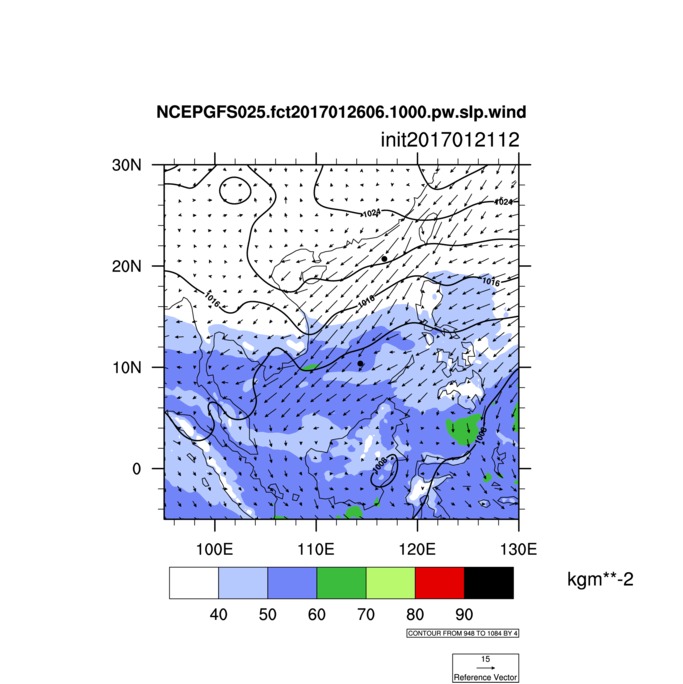 NCEPGFS025.fct2017012606.1000.pw.slp.wind
init2017012112
30N
20N
10N
0
1024
1024
1016
1016
1016
1008
1008
100E 110E 120E 130E
kgm**-2
40 50 60 70 80 90
CONTOUR FROM 948 TO 1084 BY 4
15
Reference Vector